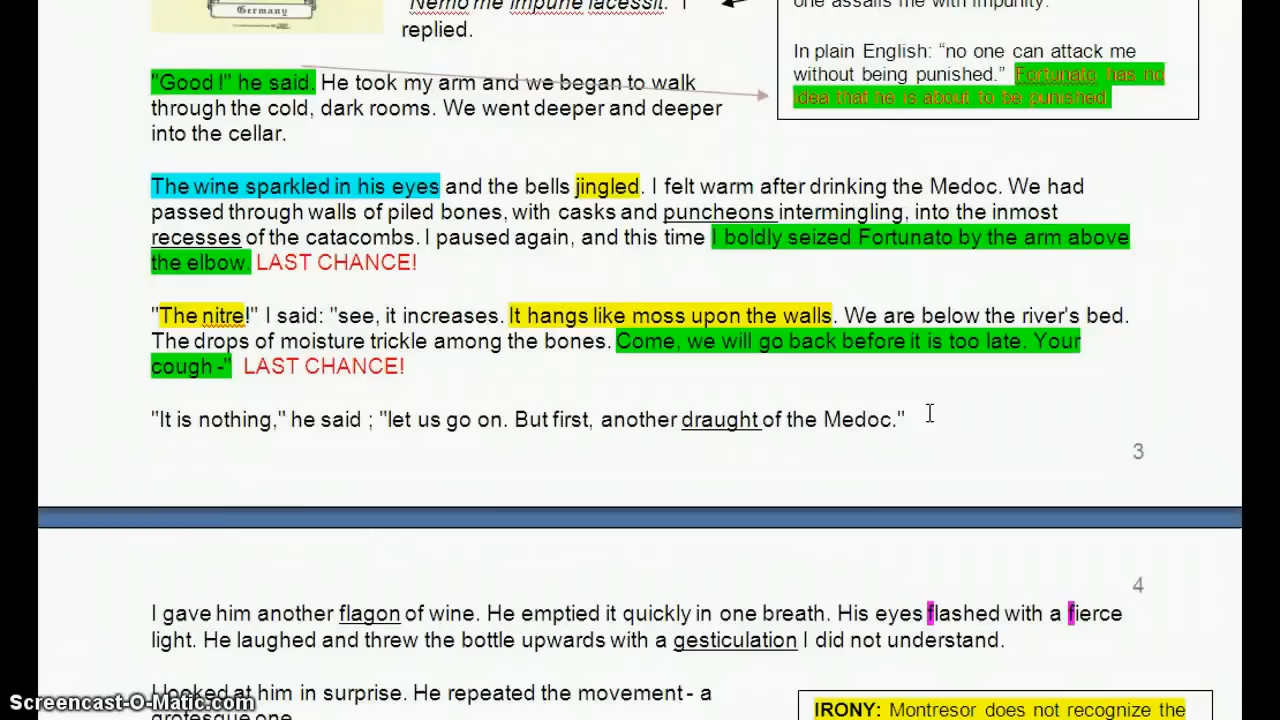 Germany
"Nemo me impune lacessit." I
replied.
one assails me with impunity.
In plain English: “no one can attack me
without being punished.” Fortunato has no
idea that he is about to be punished.
"Good !" he said. He took my arm and we began to walk
through the cold, dark rooms. We went deeper and deeper
into the cellar.
The wine sparkled in his eyes and the bells jingled. I felt warm after drinking the Medoc. We had
passed through walls of piled bones, with casks and puncheons intermingling, into the inmost
recesses of the catacombs. I paused again, and this time I boldly seized Fortunato by the arm above
the elbow. LAST CHANCE!
"The nitre!" I said: "see, it increases. It hangs like moss upon the walls. We are below the river's bed.
The drops of moisture trickle among the bones. Come, we will go back before it is too late. Your
cough -" LAST CHANCE!
"It is nothing," he said ; "let us go on. But first, another draught of the Medoc."
3
4
I gave him another flagon of wine. He emptied it quickly in one breath. His eyes flashed with a fierce
light. He laughed and threw the bottle upwards with a gesticulation I did not understand.
I looked at him in surprise. He repeated the movement - a
grotesque one.
IRONY: Montresor does not recognize the
Screencast-O-Matic.com